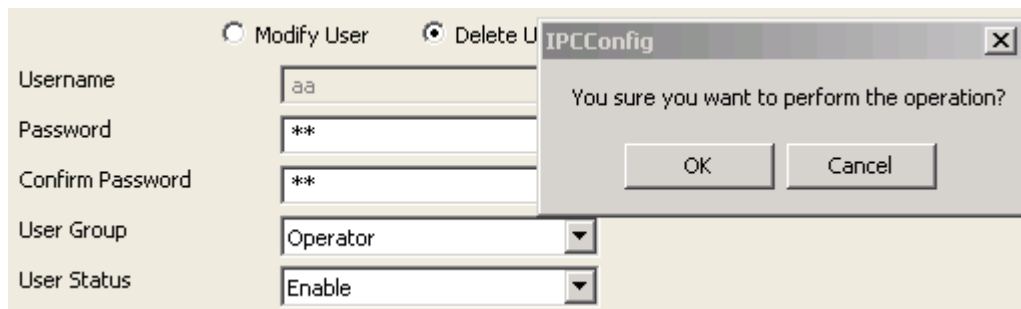 Modify User Delete U
IPCConfig
Username aa
You sure you want to perform the operation?
Password **
OK Cancel
Confirm Password **
User Group Operator
User Status Enable